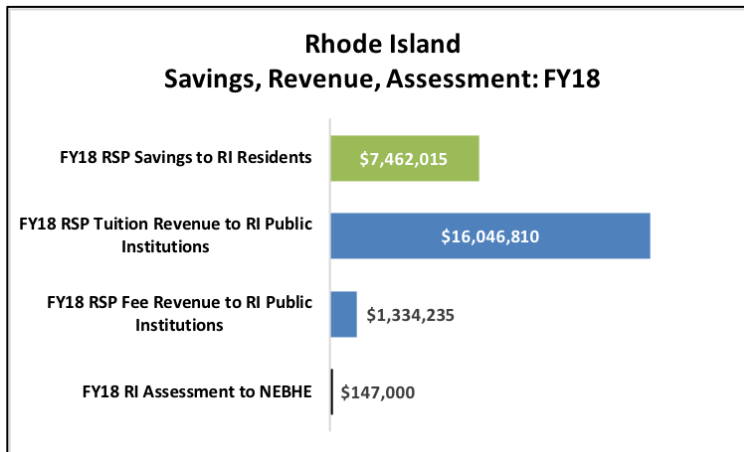 Rhode Island
Savings, Revenue, Assessment: FY18
FY18 RSP Savings to RI Residents
$7,462,015
FY18 RSP Tuition Revenue to RI Public
Institutions
$16,046,810
FY18 RSP Fee Revenue to RI Public
Institutions
$1,334,235
FY18 RI Assessment to NEBHE
$147,000